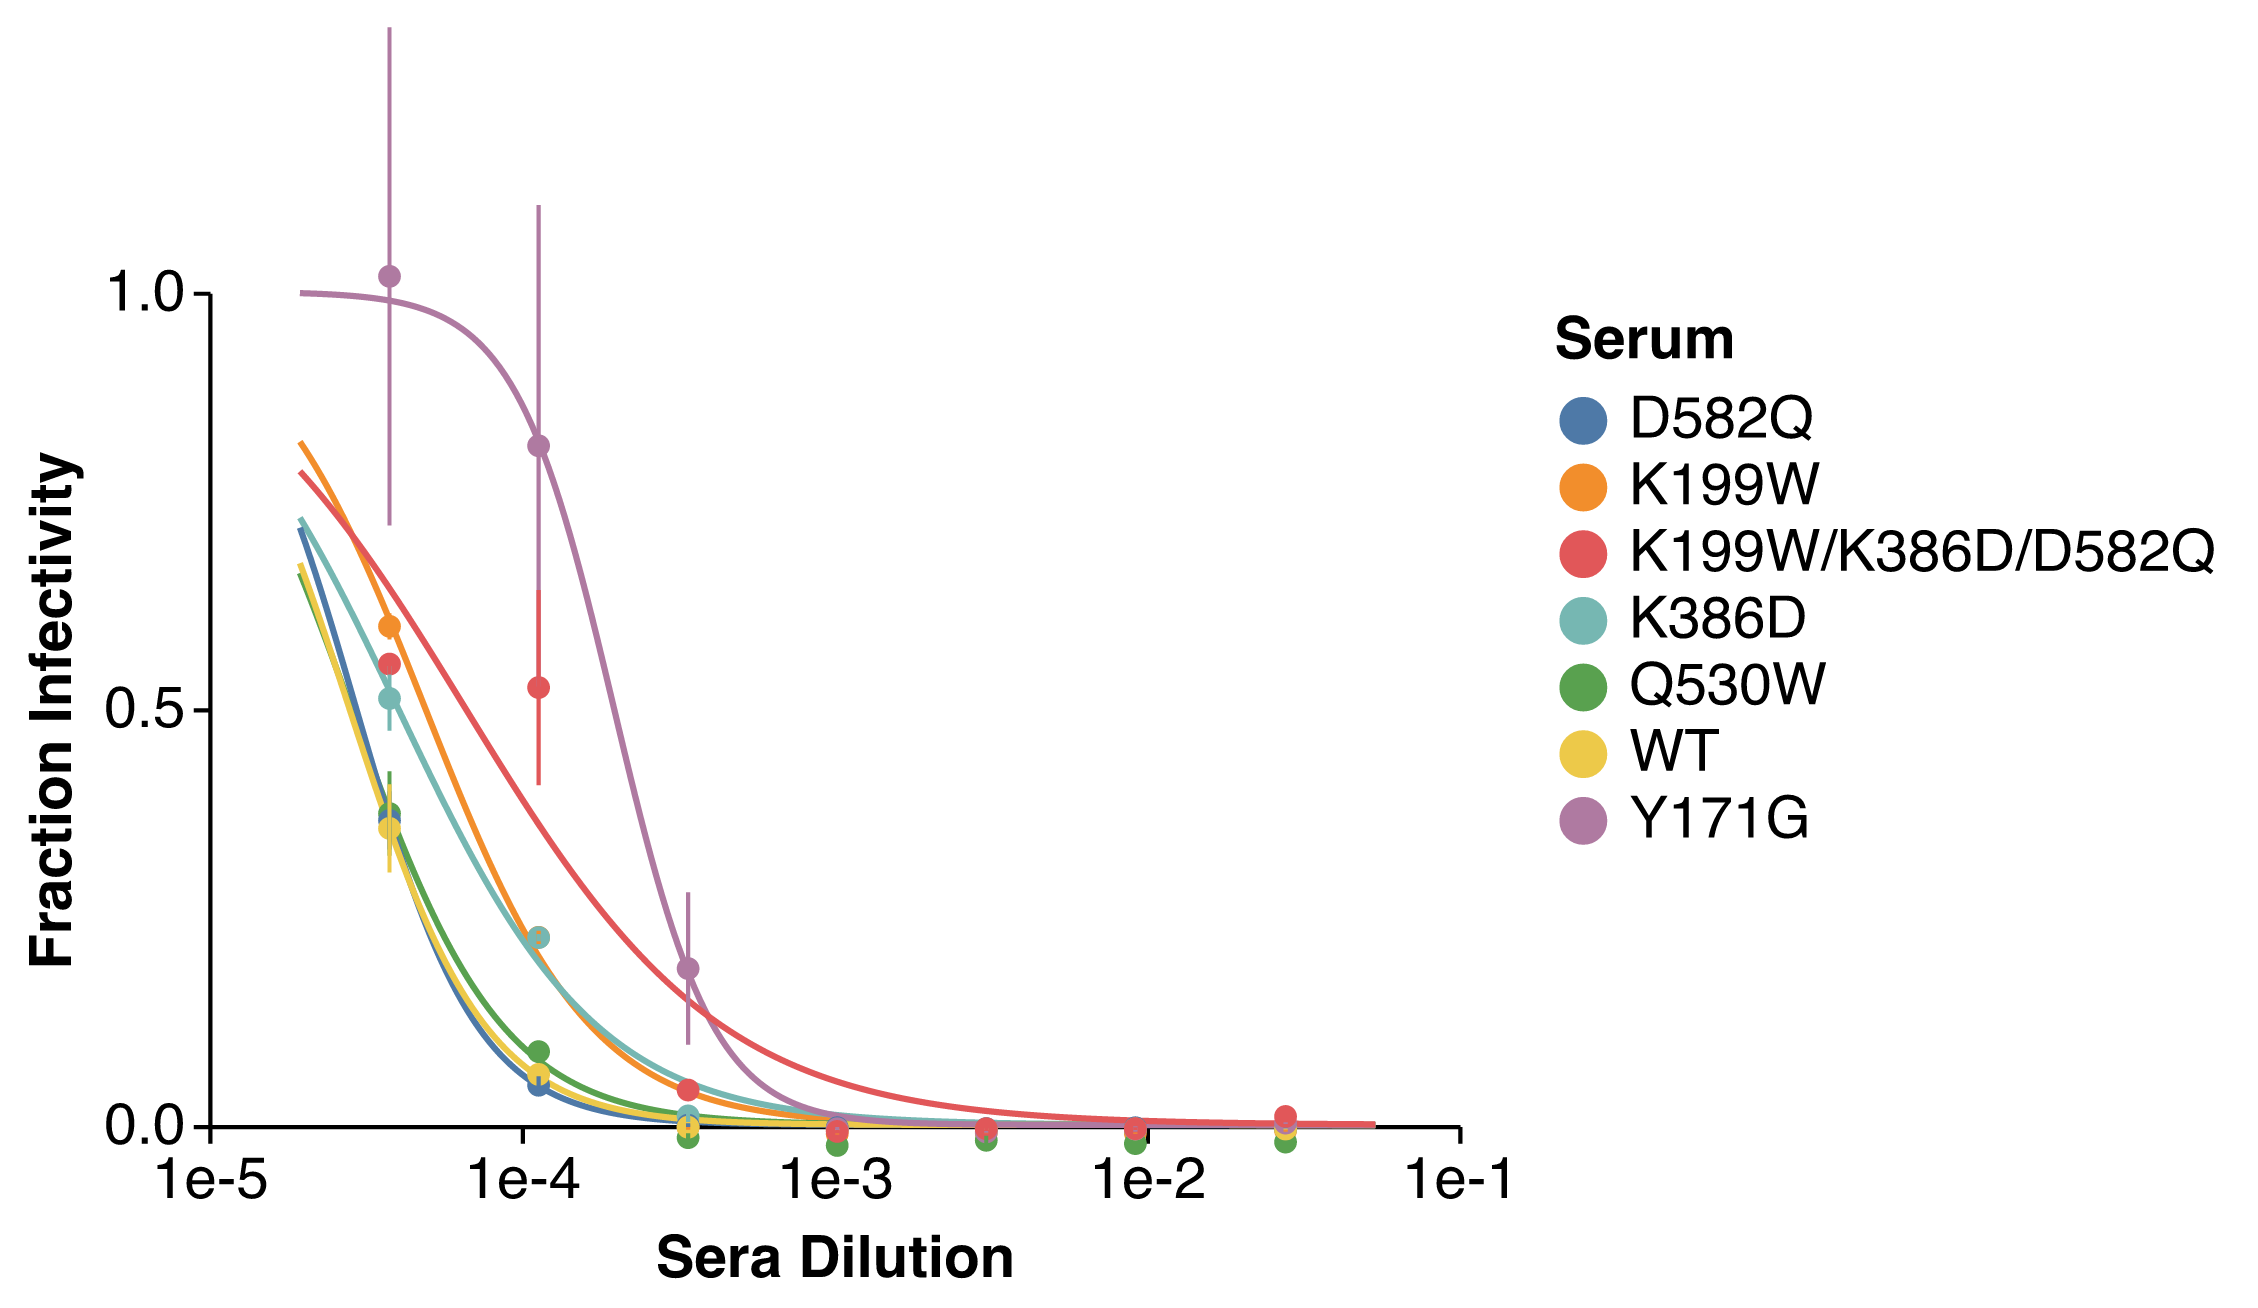 Fraction Infectivity
1.0
0.5
0.0
1e-5 1e-4 1e-3 1e-2 1e-1
Sera Dilution
Serum
D582Q
K199W
K199W/K386D/D582Q
K386D
Q530W
WT
Y171G